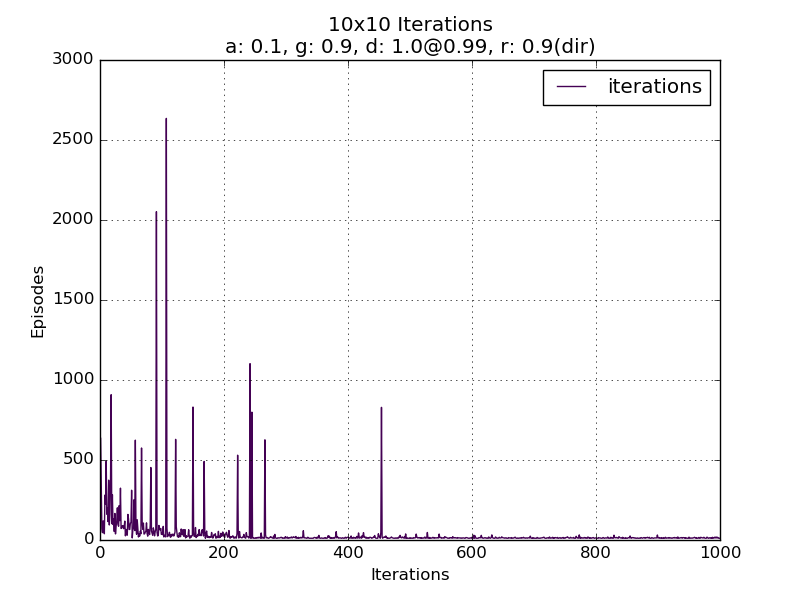 10x10 Iterations
a: 0.1, g: 0.9, d: 1.0@0.99, r: 0.9(dir)
3000
iterations
2500
2000
Episodes
1500
1000
500
0
0 200 400 600 800 1000
Iterations